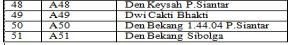 48 A48 Den Keysah P.Siantar
49 A49 Dwi Cakti Bhakti
50 A50 Den Bekang 1.44.04 P.Siantar
51 A51 Den Bekang Sibolga